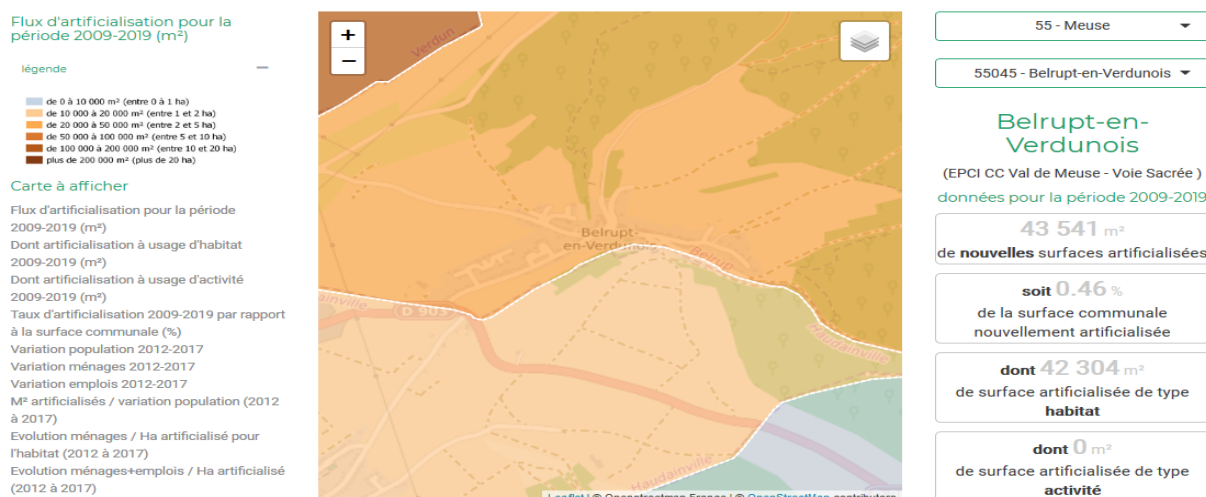 Flux d'artificialisation pour la
période 2009-2019 (m²)
légende
de 0 à 10 000 m² (entre 0 à 1 ha)
de 10 000 à 20 000 m² (entre 1 et 2 ha)
de 20 000 à 50 000 m² (entre 2 et 5 ha)
de 50 000 à 100 000 m² (entre 5 et 10 ha)
de 100 000 à 200 000 m² (entre 10 et 20 ha)
plus de 200 000 m² (plus de 20 ha)
Carte à afficher
Flux d'artificialisation pour la période
2009-2019 (m²)
Dont artificialisation à usage d'habitat
2009-2019 (m²)
Dont artificialisation à usage d'activité
2009-2019 (m²)
Taux d'artificialisation 2009-2019 par rapport
à la surface communale (%)
Variation population 2012-2017
Variation ménages 2012-2017
Variation emplois 2012-2017
M² artificialisés / variation population (2012
à 2017)
Evolution ménages / Ha artificialisé pour
l'habitat (2012 à 2017)
Evolution ménages+emplois / Ha artificialisé
(2012 à 2017)
+
−
Verdun
Belrupt-
en-Verdunois
Belrup
dainville
D 903
Haudainville
Haudainville
Leaflet | © Openstreetmap France | © OpenStreetMap contributors
55 - Meuse
55045 - Belrupt-en-Verdunois
Belrupt-en-
Verdunois
(EPCI CC Val de Meuse - Voie Sacrée )
données pour la période 2009-2019
43 541 m²
de nouvelles surfaces artificialisées
soit 0.46 %
de la surface communale
nouvellement artificialisée
dont 42 304 m²
de surface artificialisée de type
habitat
dont 0 m²
de surface artificialisée de type
activité